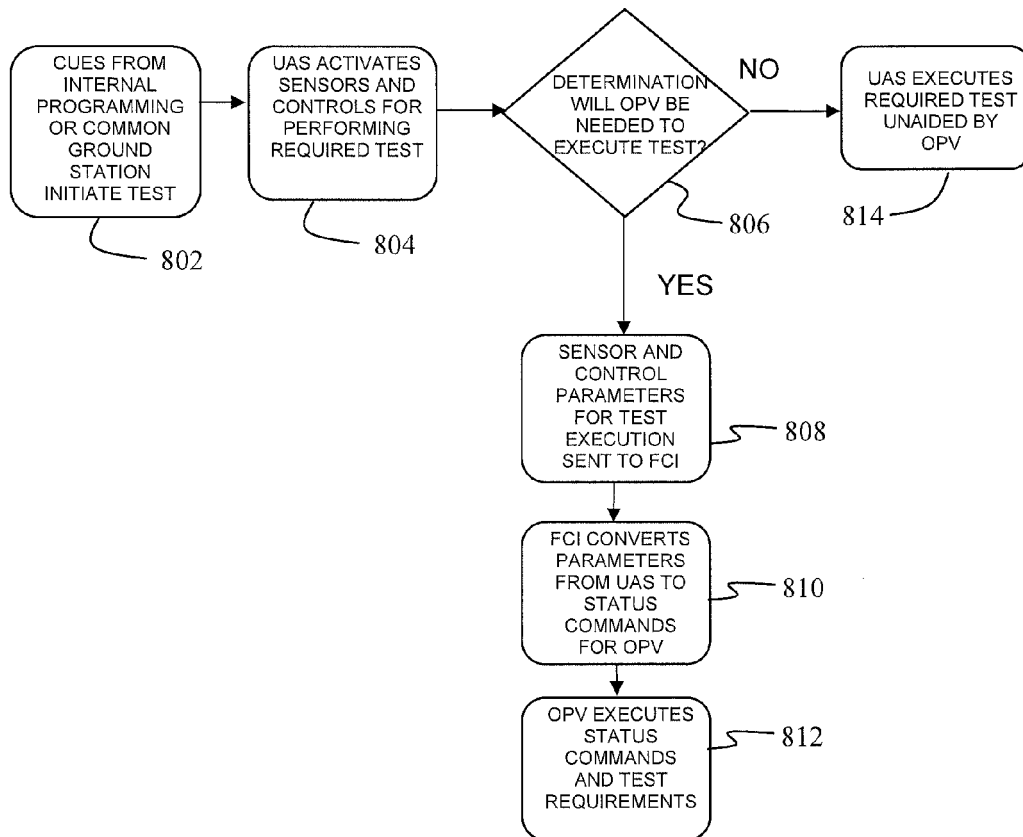 CUES FROM
INTERNAL
PROGRAMMING
OR COMMON
GROUND
STATION
INITIATE TEST
802
UAS ACTIVATES
SENSORS AND
CONTROLS FOR
PERFORMING
REQUIRED TEST
804
DETERMINATION
WILL OPV BE
NEEDED TO
EXECUTE TEST?
806
NO
UAS EXECUTES
REQUIRED TEST
UNAIDED BY
OPV
814
YES
SENSOR AND
CONTROL
PARAMETERS
FOR TEST
EXECUTION
SENT TO FCI
808
FCI CONVERTS
PARAMETERS
FROM UAS TO
STATUS
COMMANDS
FOR OPV
810
OPV EXECUTES
STATUS
COMMANDS
AND TEST
REQUIREMENTS
812